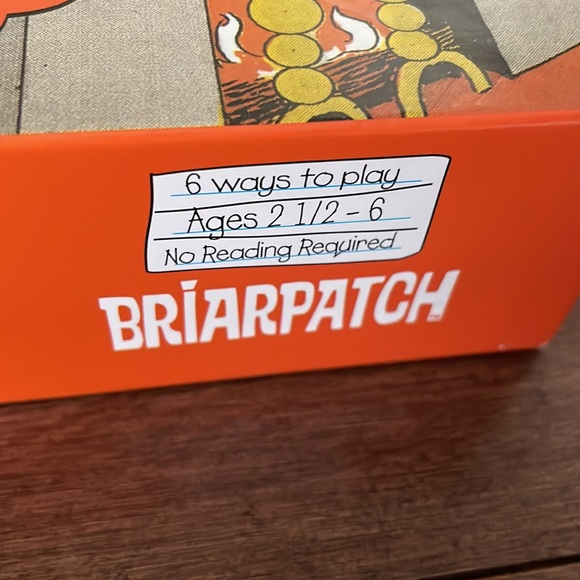 6 ways to play
Ages 2 1/2 - 6
No Reading Required
BRIARPATCH